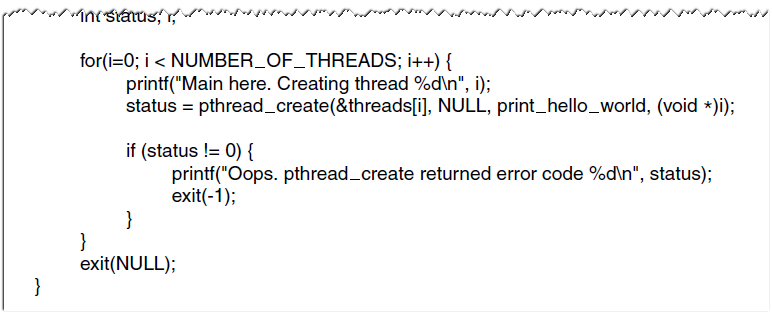 int status, i;
for(i=0; i < NUMBER_OF_THREADS; i++) {
printf("Main here. Creating thread %d\n", i);
status = pthread_create(&threads[i], NULL, print_hello_world, (void *)i);
if (status != 0) {
printf("Oops. pthread_create returned error code %d\n", status);
exit(-1);
}
}
exit(NULL);
}